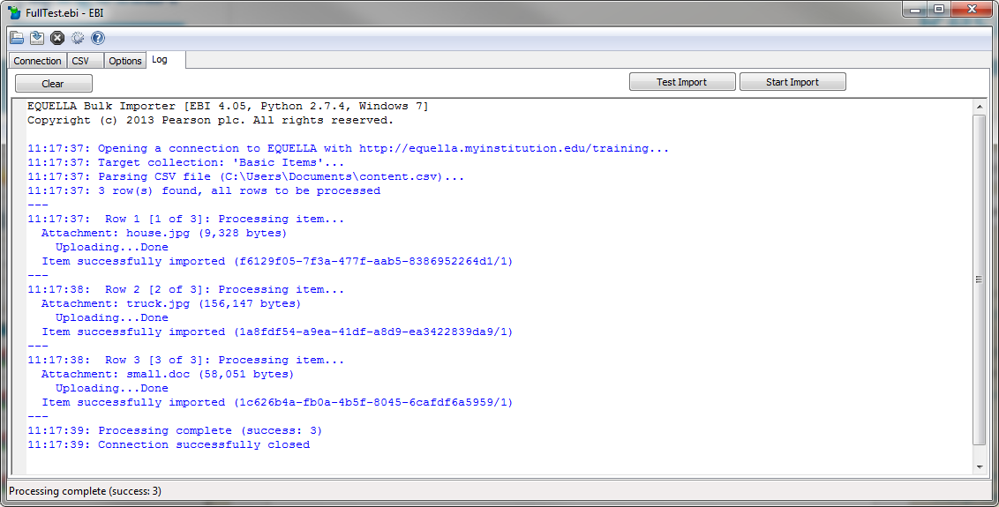 FullTest.ebi - EBI
Connection CSV Options Log
Clear Test Import Start Import
EQUELLA Bulk Importer [EBI 4.05, Python 2.7.4, Windows 7]
Copyright (c) 2013 Pearson plc. All rights reserved.
11:17:37: Opening a connection to EQUELLA with http://equella.myinstitution.edu/training...
11:17:37: Target collection: 'Basic Items'...
11:17:37: Parsing CSV file (C:\Users\Documents\content.csv)...
11:17:37: 3 row(s) found, all rows to be processed
---
11:17:37:  Row 1 [1 of 3]: Processing item...
Attachment: house.jpg (9,328 bytes)
Uploading...Done
Item successfully imported (f6129f05-7f3a-477f-aab5-8386952264d1/1)
---
11:17:38:  Row 2 [2 of 3]: Processing item...
Attachment: truck.jpg (156,147 bytes)
Uploading...Done
Item successfully imported (1a8fdf54-a9ea-41df-a8d9-ea3422839da9/1)
---
11:17:38:  Row 3 [3 of 3]: Processing item...
Attachment: small.doc (58,051 bytes)
Uploading...Done
Item successfully imported (1c626b4a-fb0a-4b5f-8045-6cafdf6a5959/1)
---
11:17:39: Processing complete (success: 3)
11:17:39: Connection successfully closed
Processing complete (success: 3)